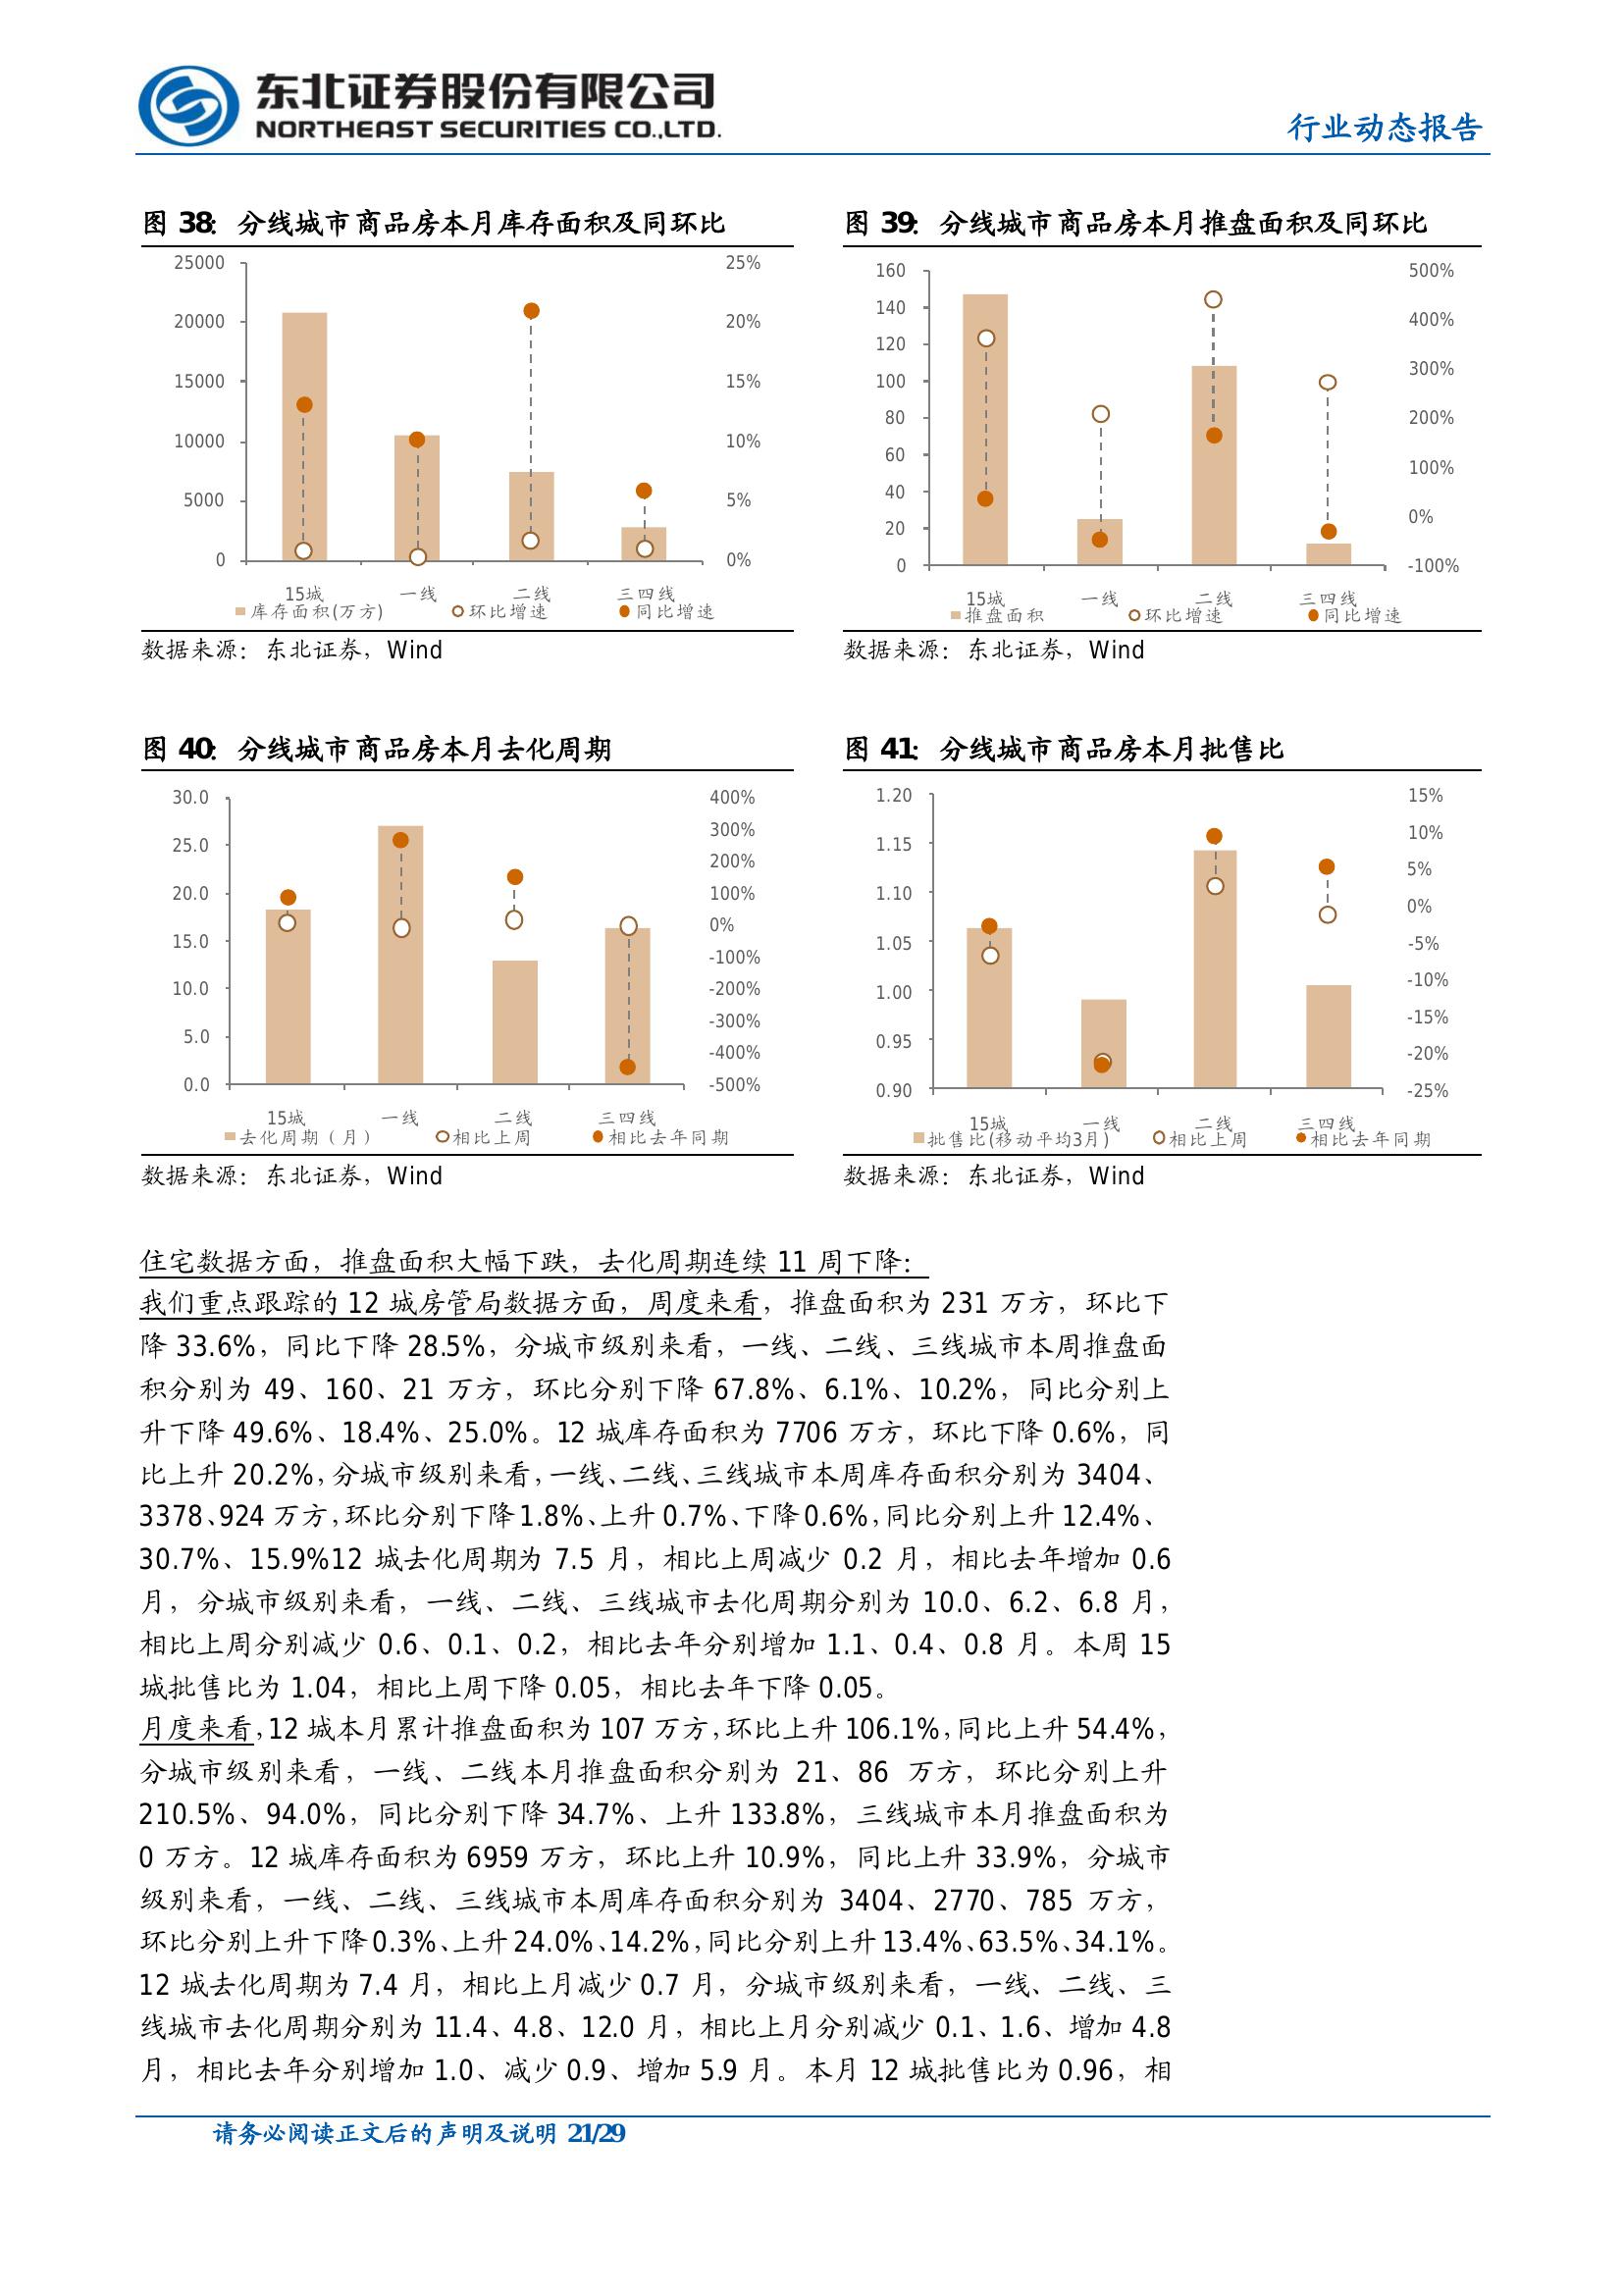 东北证券股份有限公司
NORTHEAST SECURITIES CO.,LTD.
行业动态报告
图 38：分线城市商品房本月库存面积及同环比
25000
20000
15000
10000
5000
0
25%
20%
15%
10%
5%
0%
15城 一线 二线 三四线
库存面积(万方) 环比增速 同比增速
数据来源：东北证券，Wind
图 39：分线城市商品房本月推盘面积及同环比
160
140
120
100
80
60
40
20
0
500%
400%
300%
200%
100%
0%
-100%
15城 一线 二线 三四线
推盘面积 环比增速 同比增速
数据来源：东北证券，Wind
图 40：分线城市商品房本月去化周期
30.0
25.0
20.0
15.0
10.0
5.0
0.0
400%
300%
200%
100%
0%
-100%
-200%
-300%
-400%
-500%
15城 一线 二线 三四线
去化周期（月） 相比上周 相比去年同期
数据来源：东北证券，Wind
图 41：分线城市商品房本月批售比
1.20
1.15
1.10
1.05
1.00
0.95
0.90
15%
10%
5%
0%
-5%
-10%
-15%
-20%
-25%
15城 一线 二线 三四线
批售比(移动平均3月) 相比上周 相比去年同期
数据来源：东北证券，Wind
住宅数据方面，推盘面积大幅下跌，去化周期连续 11 周下降：
我们重点跟踪的 12 城房管局数据方面，周度来看，推盘面积为 231 万方，环比下
降 33.6%，同比下降 28.5%，分城市级别来看，一线、二线、三线城市本周推盘面
积分别为 49、160、21 万方，环比分别下降 67.8%、6.1%、10.2%，同比分别上
升下降 49.6%、18.4%、25.0%。12 城库存面积为 7706 万方，环比下降 0.6%，同
比上升 20.2%，分城市级别来看，一线、二线、三线城市本周库存面积分别为 3404、
3378、924 万方，环比分别下降 1.8%、上升 0.7%、下降 0.6%，同比分别上升 12.4%、
30.7%、15.9%12 城去化周期为 7.5 月，相比上周减少 0.2 月，相比去年增加 0.6
月，分城市级别来看，一线、二线、三线城市去化周期分别为 10.0、6.2、6.8 月，
相比上周分别减少 0.6、0.1、0.2，相比去年分别增加 1.1、0.4、0.8 月。本周 15
城批售比为 1.04，相比上周下降 0.05，相比去年下降 0.05。
月度来看，12 城本月累计推盘面积为 107 万方，环比上升 106.1%，同比上升 54.4%，
分城市级别来看，一线、二线本月推盘面积分别为 21、86 万方，环比分别上升
210.5%、94.0%，同比分别下降 34.7%、上升 133.8%，三线城市本月推盘面积为
0 万方。12 城库存面积为 6959 万方，环比上升 10.9%，同比上升 33.9%，分城市
级别来看，一线、二线、三线城市本周库存面积分别为 3404、2770、785 万方，
环比分别上升下降 0.3%、上升 24.0%、14.2%，同比分别上升 13.4%、63.5%、34.1%。
12 城去化周期为 7.4 月，相比上月减少 0.7 月，分城市级别来看，一线、二线、三
线城市去化周期分别为 11.4、4.8、12.0 月，相比上月分别减少 0.1、1.6、增加 4.8
月，相比去年分别增加 1.0、减少 0.9、增加 5.9 月。本月 12 城批售比为 0.96，相
请务必阅读正文后的声明及说明 21/29